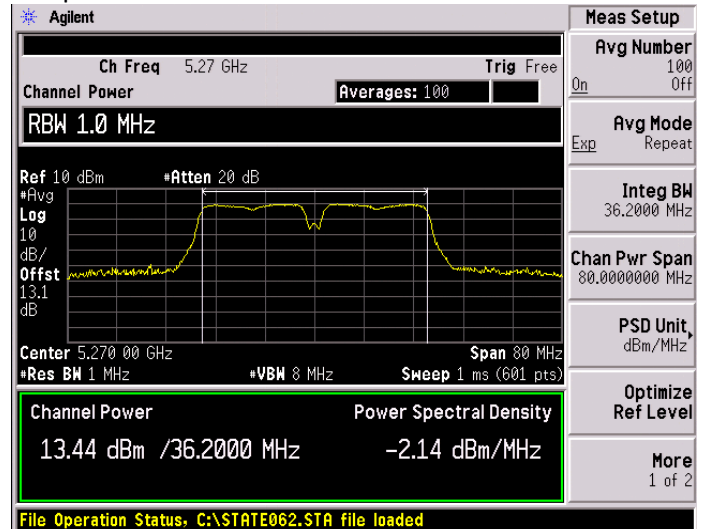 Agilent
Ch Freq 5.27 GHz Trig Free
Channel Power Averages: 100
RBW 1.0 MHz
Ref 10 dBm #Atten 20 dB
#Avg
Log
10
dB/
Offst
13.1
dB
Center 5.270 00 GHz Span 80 MHz
#Res BW 1 MHz #VBW 8 MHz Sweep 1 ms (601 pts)
Channel Power Power Spectral Density
13.44 dBm /36.2000 MHz -2.14 dBm/MHz
File Operation Status, C:\STATE062.STA file loaded
Meas Setup
Avg Number
100
On Off
Avg Mode
Exp Repeat
Integ BW
36.2000 MHz
Chan Pwr Span
80.0000000 MHz
PSD Unit
dBm/MHz
Optimize
Ref Level
More
1 of 2